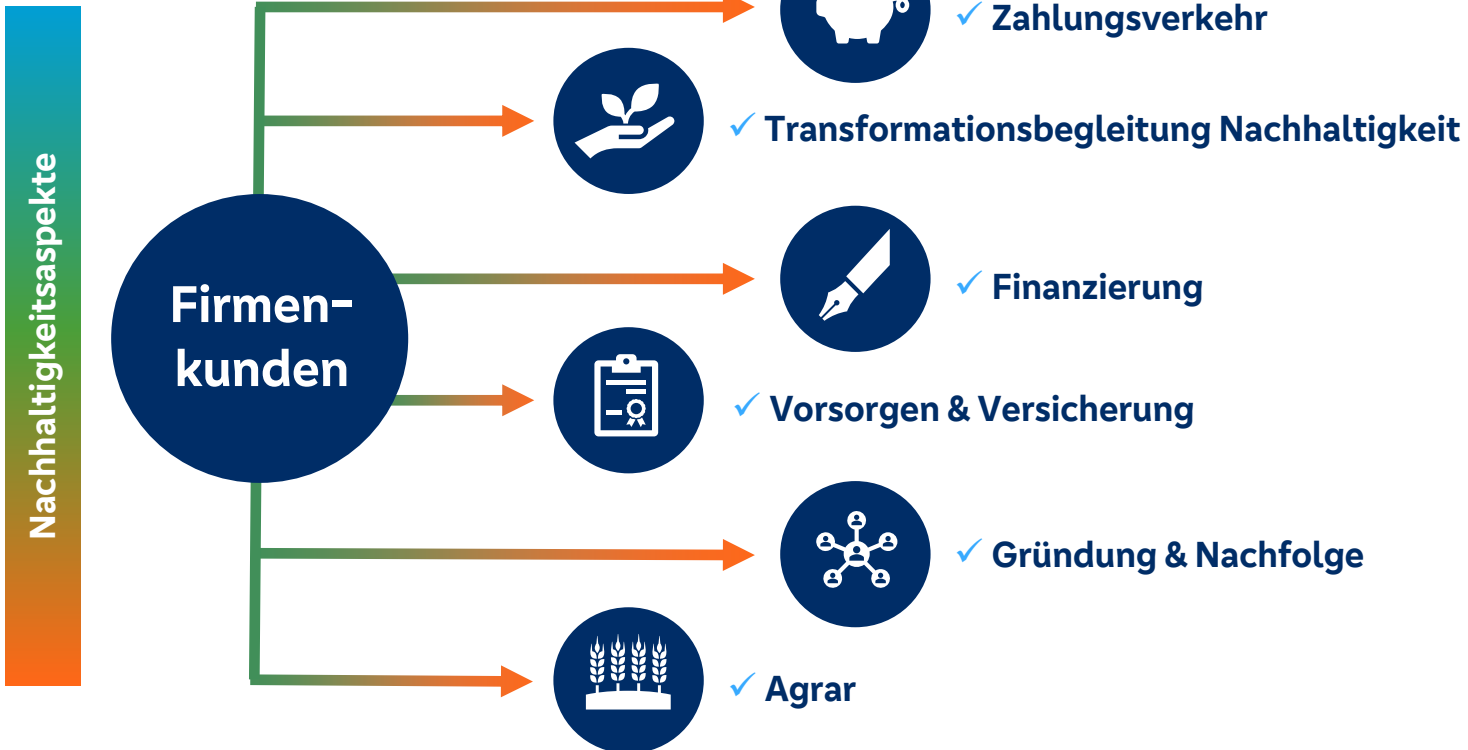 Nachhaltigkeitsaspekte
Firmen-
kunden
✓ Zahlungsverkehr
✓ Transformationsbegleitung Nachhaltigkeit
✓ Finanzierung
✓ Vorsorgen & Versicherung
✓ Gründung & Nachfolge
✓ Agrar